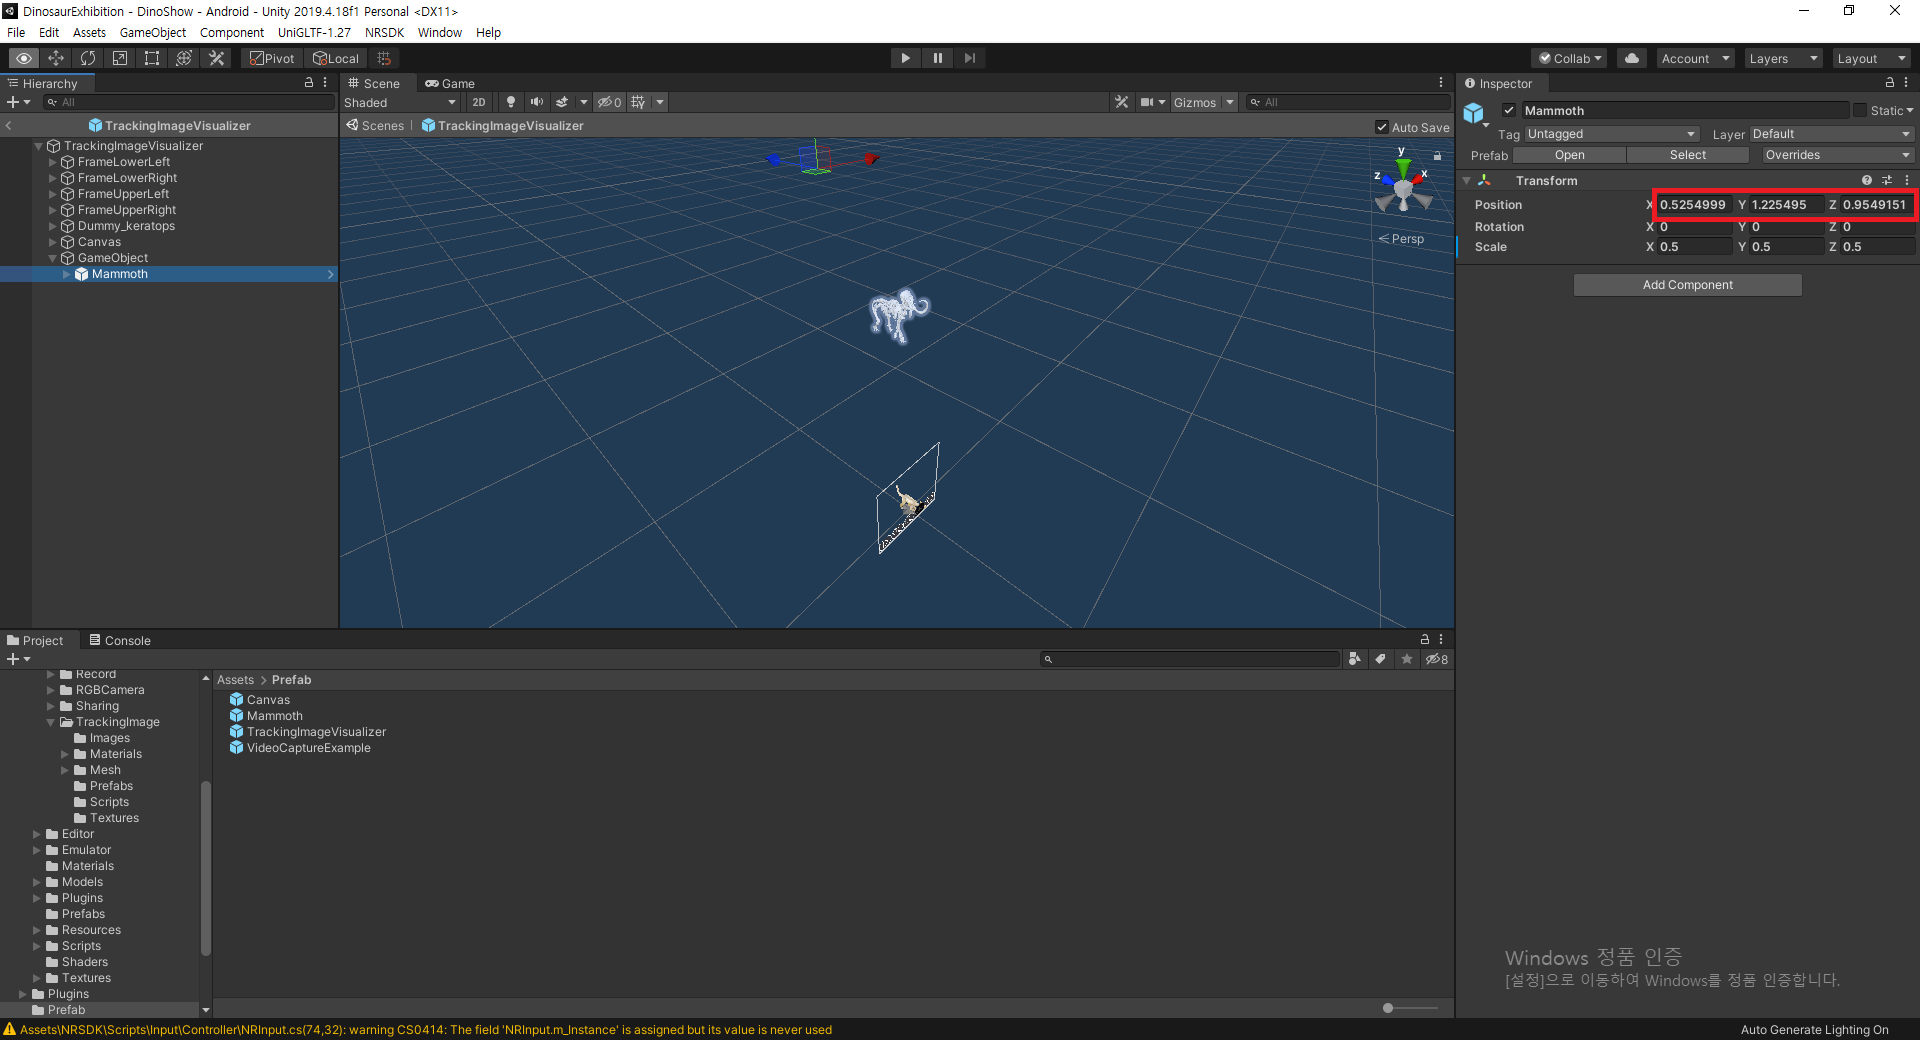 DinosaurExhibition - DinoShow - Android - Unity 2019.4.18f1 Personal <DX11>
File Edit Assets GameObject Component UniGLTF-1.27 NRSDK Window Help
Pivot Local Collab Account Layers Layout
Hierarchy
All
TrackingImageVisualizer
TrackingImageVisualizer
FrameLowerLeft
FrameLowerRight
FrameUpperLeft
FrameUpperRight
Dummy_keratops
Canvas
GameObject
Mammoth
Scene Game
Shaded 2D 0 Gizmos All
Scenes TrackingImageVisualizer Auto Save
y
z x
Persp
Inspector
Mammoth Static
Tag Untagged Layer Default
Prefab Open Select Overrides
Transform
Position X 0.5254999 Y 1.225495 Z 0.9549151
Rotation X 0 Y 0 Z 0
Scale X 0.5 Y 0.5 Z 0.5
Add Component
Project Console
8
Record
RGBCamera
Sharing
TrackingImage
Images
Materials
Mesh
Prefabs
Scripts
Textures
Editor
Emulator
Materials
Models
Plugins
Prefabs
Resources
Scripts
Shaders
Textures
Plugins
Prefab
Assets > Prefab
Canvas
Mammoth
TrackingImageVisualizer
VideoCaptureExample
Windows 정품 인증
[설정]으로 이동하여 Windows를 정품 인증합니다.
Assets\NRSDK\Scripts\Input\Controller\NRInput.cs(74,32): warning CS0414: The field 'NRInput.m_Instance' is assigned but its value is never used
Auto Generate Lighting On